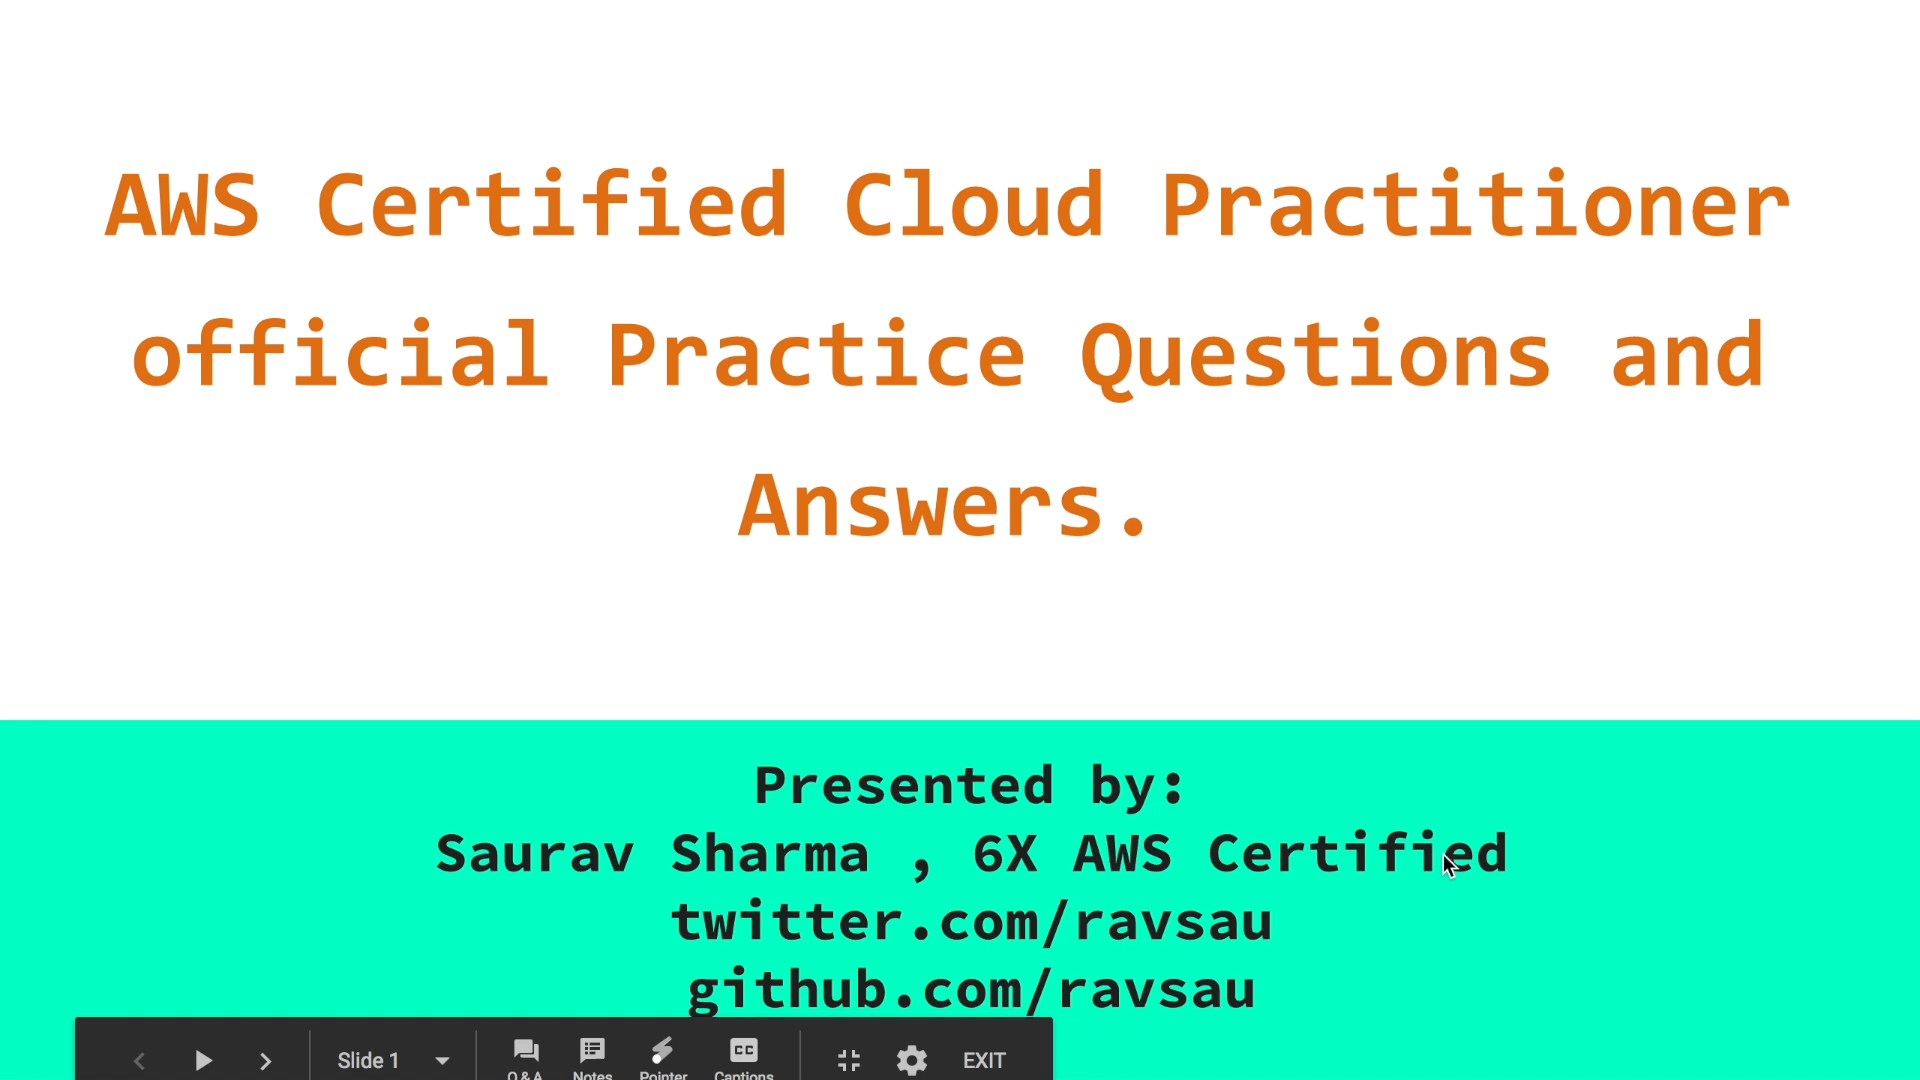 AWS Certified Cloud Practitioner
official Practice Questions and
Answers.
Presented by:
Saurav Sharma , 6X AWS Certified
twitter.com/ravsau
github.com/ravsau
Slide 1
Q & A
Notes
Pointer
CC
Captions
EXIT